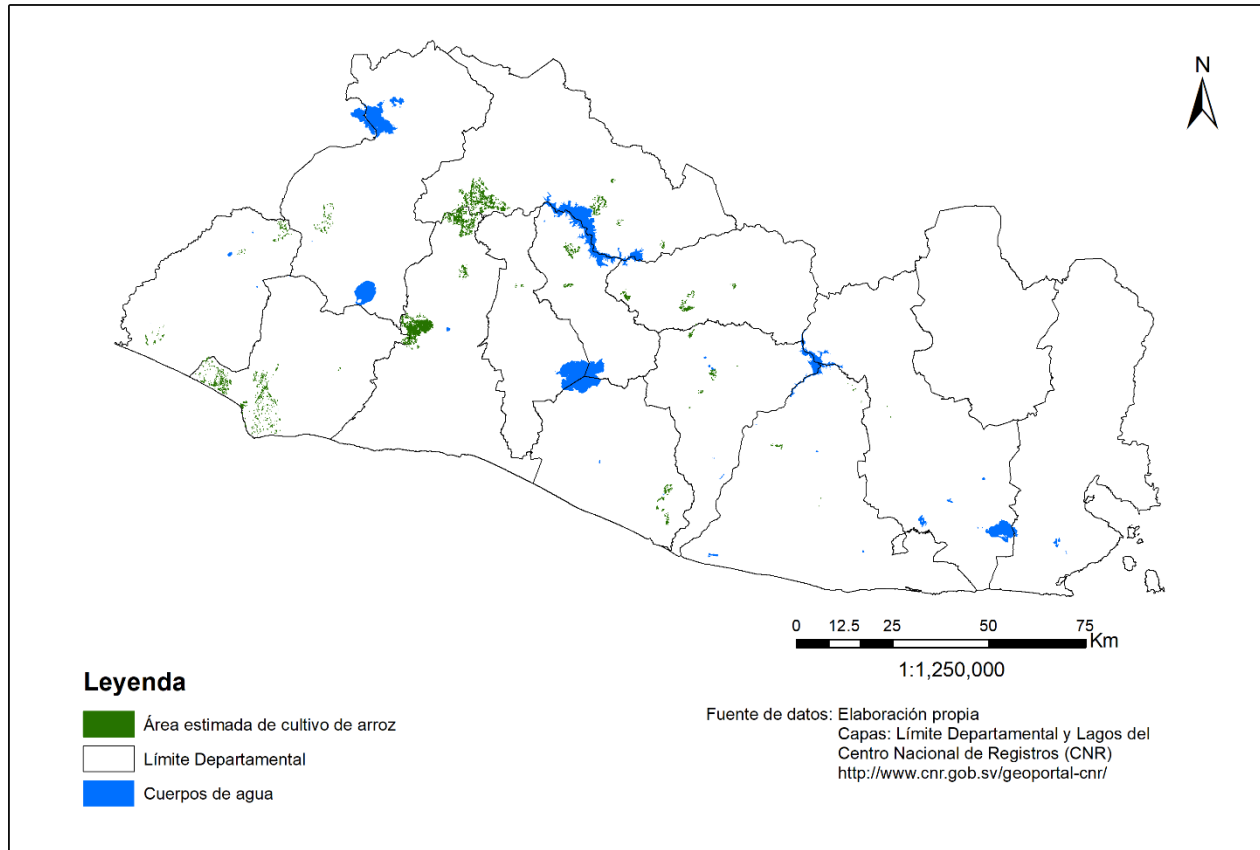 N
0 12.5 25 50 75
Km
1:1,250,000
Leyenda
Área estimada de cultivo de arroz
Límite Departamental
Cuerpos de agua
Fuente de datos: Elaboración propia
Capas: Límite Departamental y Lagos del
Centro Nacional de Registros (CNR)
http://www.cnr.gob.sv/geoportal-cnr/